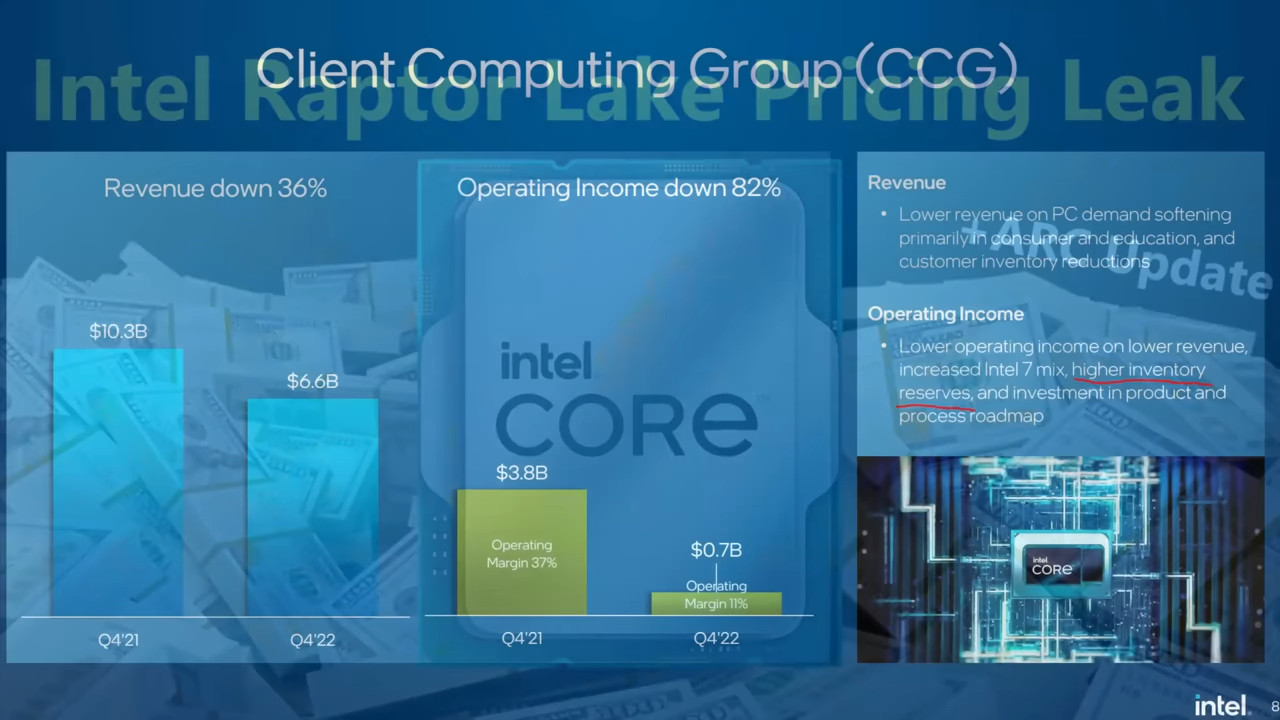 Client Computing Group (CCG)
Intel Raptor Lake Pricing Leak
Revenue down 36%
$10.3B
$6.6B
Q4'21
Q4'22
Operating Income down 82%
intel
CORE™
$3.8B
Operating
Margin 37%
$0.7B
Operating
Margin 11%
Q4'21
Q4'22
Revenue
• Lower revenue on PC demand softening
primarily in consumer and education, and
customer inventory reductions
+ARC Update
Operating Income
• Lower operating income on lower revenue,
increased Intel 7 mix, higher inventory
reserves, and investment in product and
process roadmap
intel
CORE
intel.
8